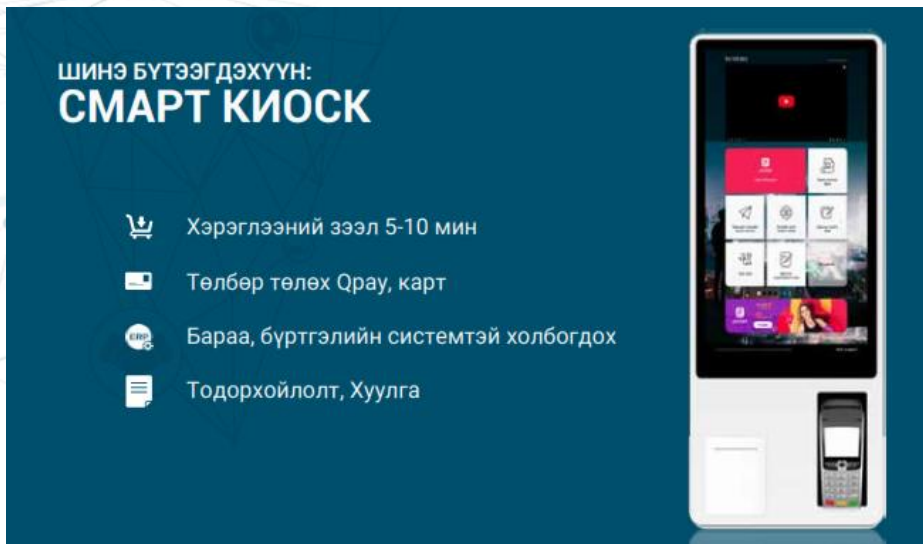 ШИНЭ БҮТЭЭГДЭХҮҮН:
СМАРТ КИОСК
Хэрэглээний зээл 5-10 мин
Төлбөр төлөх Qpay, карт
ERP
Бараа, бүртгэлийн системтэй холбогдох
Тодорхойлолт, Хуулга